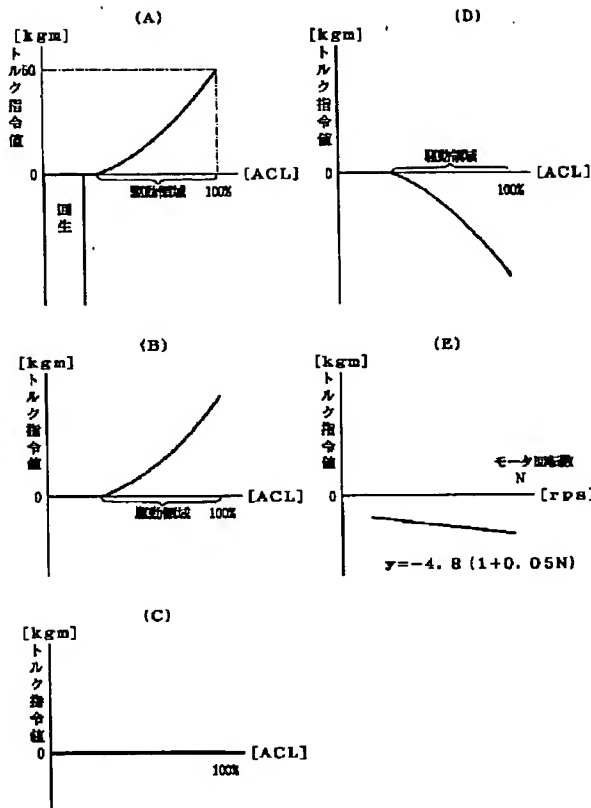 (A)
[kgm]
トルク指令値
60
0
[ACL]
100%
駆動領域
回生
(B)
[kgm]
トルク指令値
0
[ACL]
100%
駆動領域
(C)
[kgm]
トルク指令値
0
[ACL]
100%
(D)
[kgm]
トルク指令値
駆動領域
0
[ACL]
100%
(E)
[kgm]
トルク指令値
モータ回転数
N
0
[rps]
y=-4.8(1+0.05N)